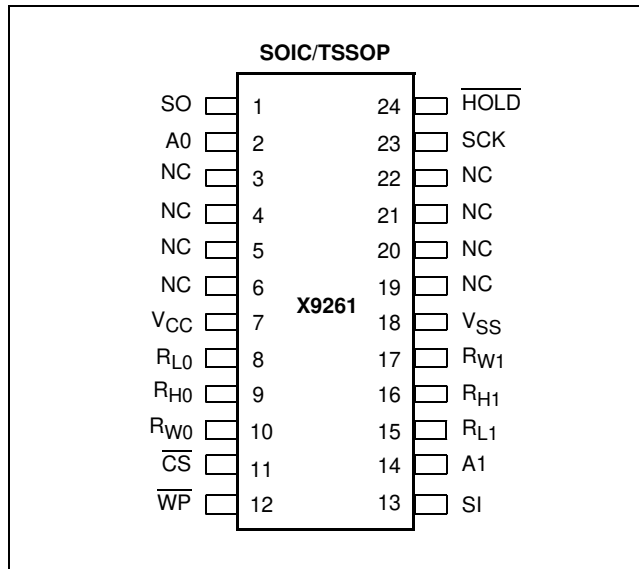 SOIC/TSSOP
SO 1 24 HOLD
A0 2 23 SCK
NC 3 22 NC
NC 4 21 NC
NC 5 20 NC
NC 6 19 NC
X9261
VCC 7 18 VSS
RL0 8 17 RW1
RH0 9 16 RH1
RW0 10 15 RL1
CS 11 14 A1
WP 12 13 SI